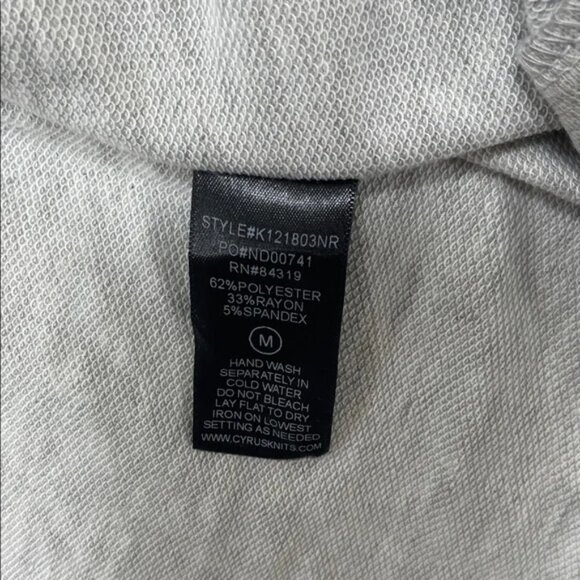 STYLE#K121803NR
PO#ND00741
RN#84319
62%POLYESTER
33%RAYON
5%SPANDEX
M
HAND WASH
SEPARATELY IN
COLD WATER
DO NOT BLEACH
LAY FLAT TO DRY
IRON ON LOWEST
SETTING AS NEEDED
WWW.CYRUSKNITS.COM